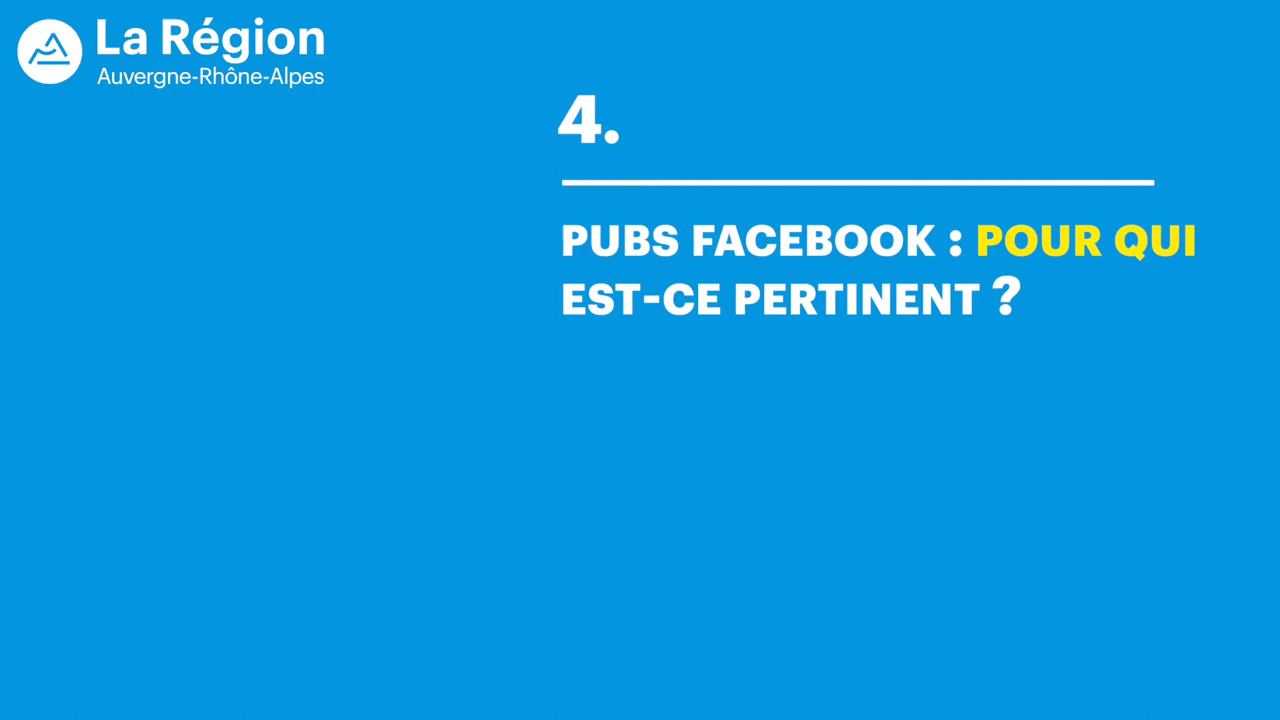 La Région
Auvergne-Rhône-Alpes
4.
PUBS FACEBOOK : POUR QUI
EST-CE PERTINENT ?